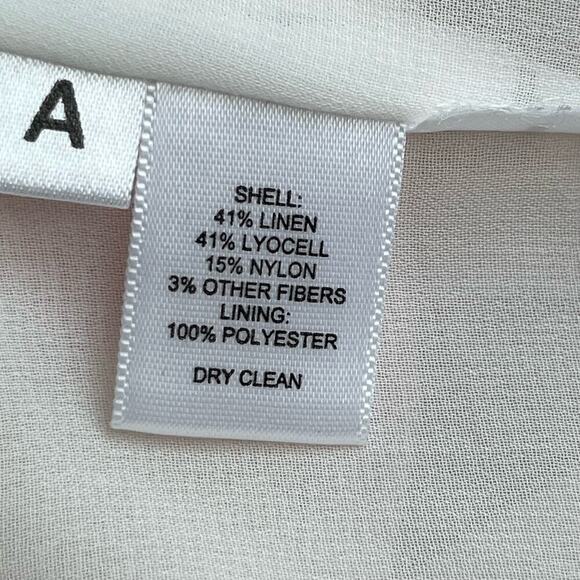 A
SHELL:
41% LINEN
41% LYOCELL
15% NYLON
3% OTHER FIBERS
LINING:
100% POLYESTER
DRY CLEAN